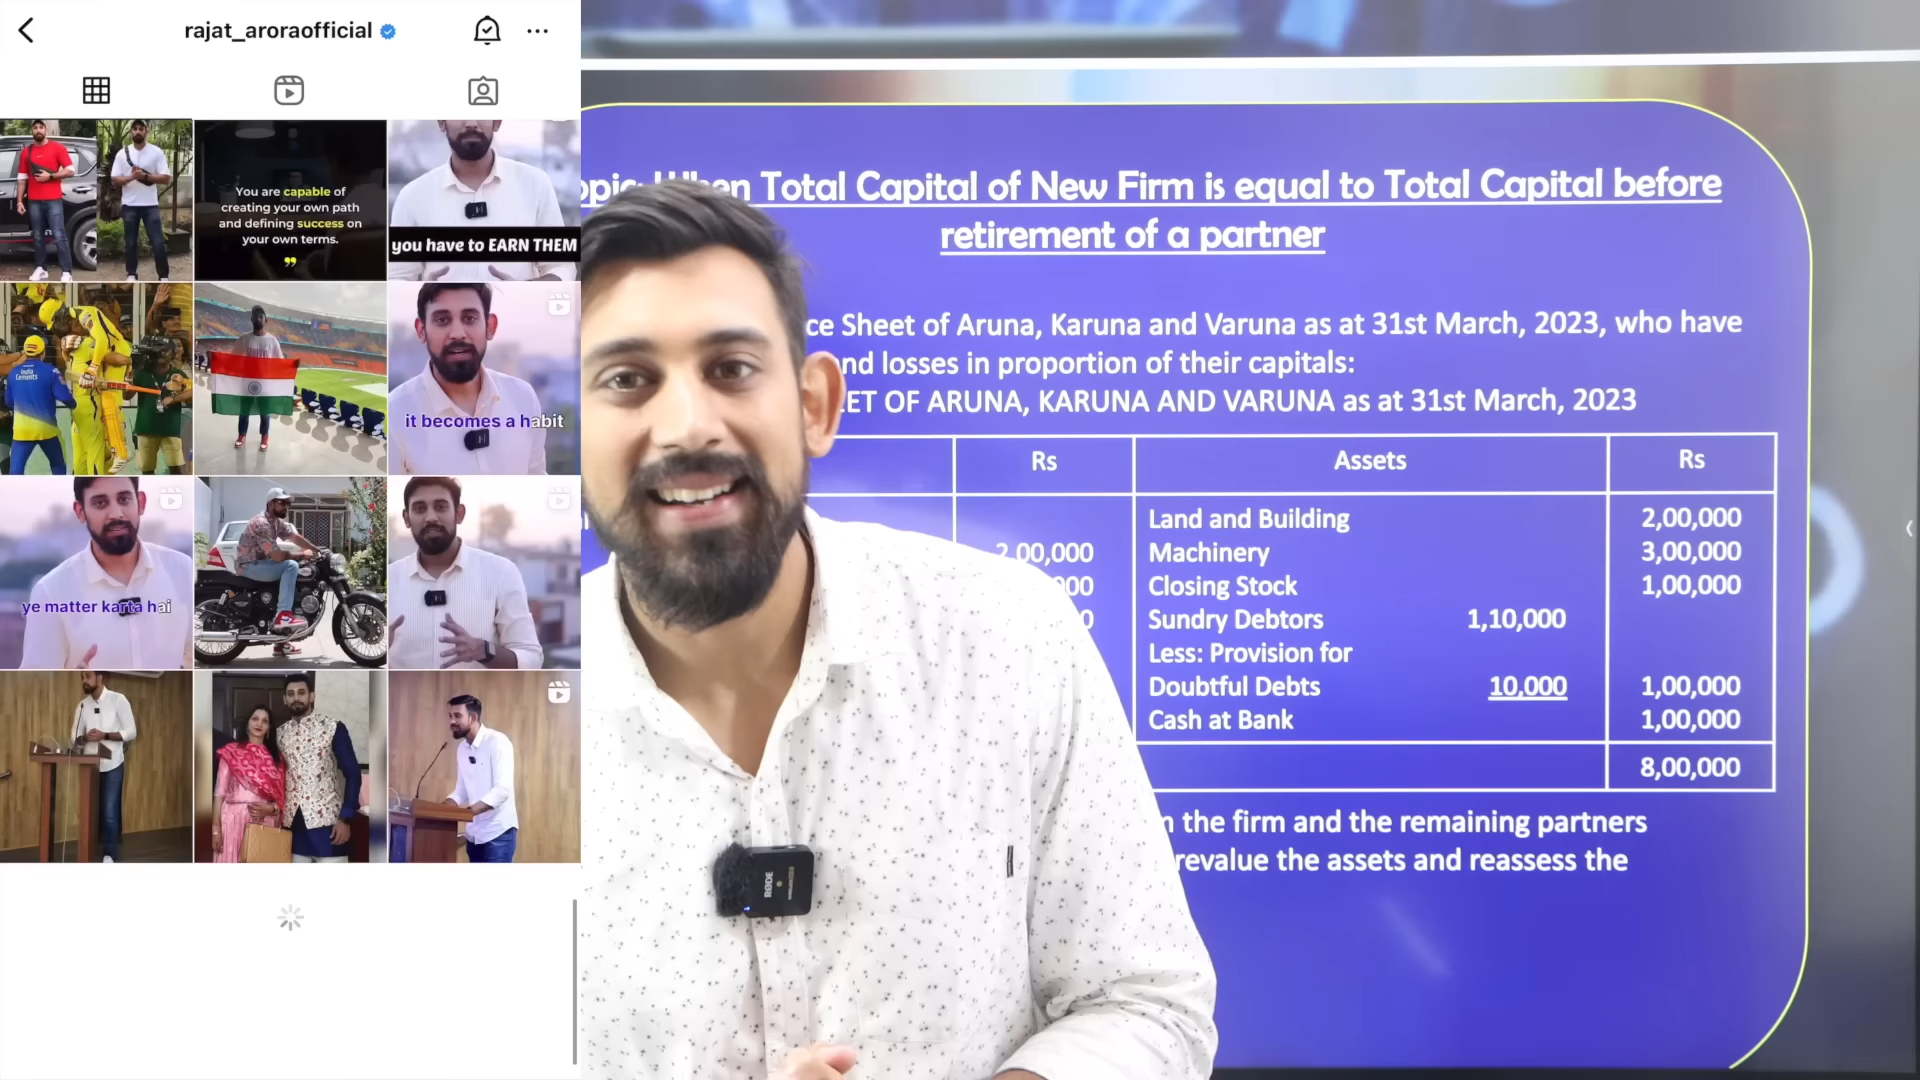 rajat_aroraofficial
You are capable of
creating your own path
and defining success on
your own terms.
you have to EARN THEM
India
Cements
it becomes a habit
ye matter karta hai
When Total Capital of New Firm is equal to Total Capital before
retirement of a partner
Sheet of Aruna, Karuna and Varuna as at 31st March, 2023, who have
and losses in proportion of their capitals:
OF ARUNA, KARUNA AND VARUNA as at 31st March, 2023
Rs Assets Rs
Land and Building 2,00,000
2,00,000 Machinery 3,00,000
Closing Stock 1,00,000
Sundry Debtors 1,10,000
Less: Provision for
Doubtful Debts 10,000 1,00,000
Cash at Bank 1,00,000
8,00,000
the firm and the remaining partners
revalue the assets and reassess the
RØDE